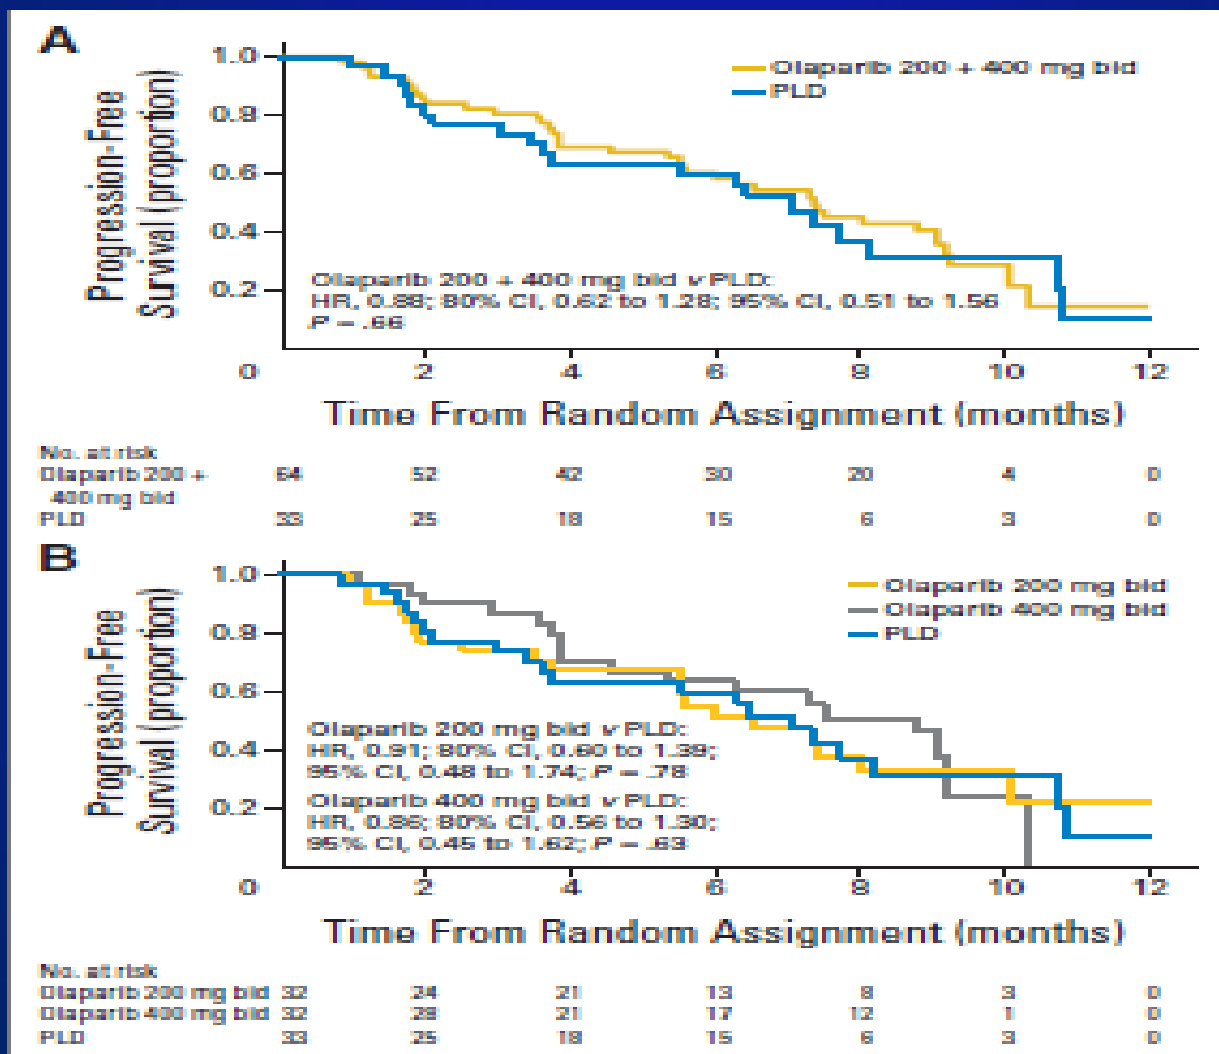 A
Progression-Free
Survival (proportion)
1.0
0.8
0.6
0.4
0.2
Olaparib 200 + 400 mg bid
PLD
Olaparib 200 + 400 mg bid v PLD:
HR, 0.88; 80% CI, 0.62 to 1.28; 95% CI, 0.51 to 1.56
P = .66
0 2 4 6 8 10 12
Time From Random Assignment (months)
No. at risk
Olaparib 200 + 64 52 42 30 20 4 0
400 mg bid
PLD 33 25 18 15 6 3 0
B
Progression-Free
Survival (proportion)
1.0
0.8
0.6
0.4
0.2
Olaparib 200 mg bid
Olaparib 400 mg bid
PLD
Olaparib 200 mg bid v PLD:
HR, 0.91; 80% CI, 0.60 to 1.39;
95% CI, 0.48 to 1.74; P = .78
Olaparib 400 mg bid v PLD:
HR, 0.86; 80% CI, 0.56 to 1.30;
95% CI, 0.45 to 1.62; P = .63
0 2 4 6 8 10 12
Time From Random Assignment (months)
No. at risk
Olaparib 200 mg bid 32 24 21 13 8 3 0
Olaparib 400 mg bid 32 28 21 17 12 1 0
PLD 33 25 18 15 6 3 0